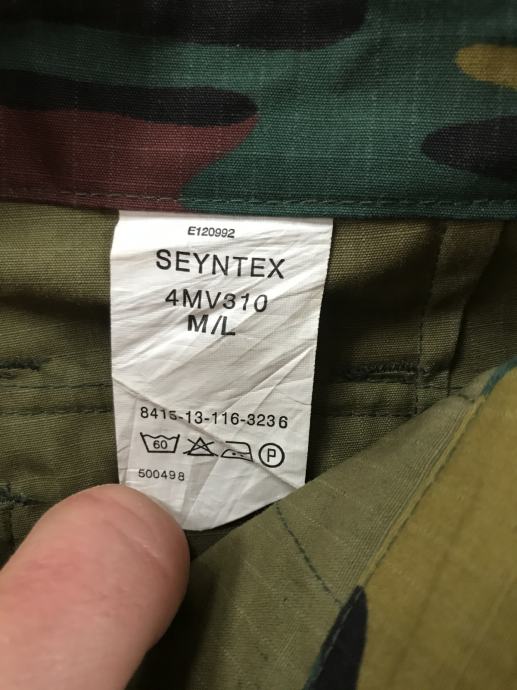 E120992
SEYNTEX
4MV310
M/L
8415-13-116-3236
60 P
500498